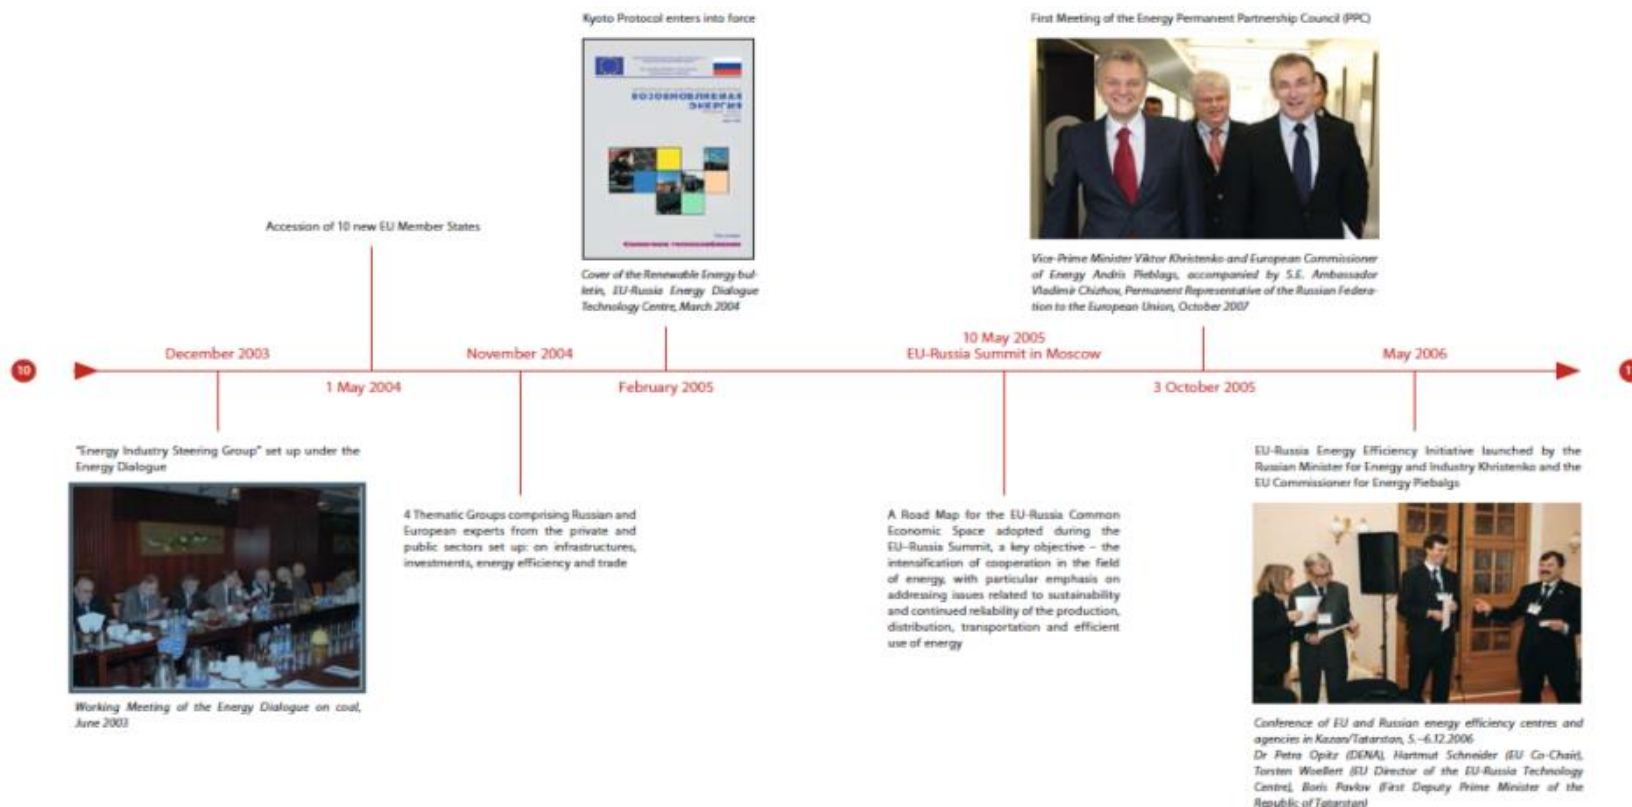 Kyoto Protocol enters into force
First Meeting of the Energy Permanent Partnership Council (PPC)
ВОЗОБНОВЛЯЕМАЯ
ЭНЕРГИЯ
Accession of 10 new EU Member States
Cover of the Renewable Energy bul-
letin, EU-Russia Energy Dialogue
Technology Centre, March 2004
Vice-Prime Minister Viktor Khristenko and European Commissioner
of Energy Andris Pieblags, accompanied by S.E. Ambassador
Vladimir Chizhov, Permanent Representative of the Russian Federa-
tion to the European Union, October 2007
10
December 2003
1 May 2004
November 2004
February 2005
10 May 2005
EU-Russia Summit in Moscow
3 October 2005
May 2006
"Energy Industry Steering Group" set up under the
Energy Dialogue
Working Meeting of the Energy Dialogue on coal,
June 2003
4 Thematic Groups comprising Russian and
European experts from the private and
public sectors set up: on infrastructures,
investments, energy efficiency and trade
A Road Map for the EU-Russia Common
Economic Space adopted during the
EU–Russia Summit, a key objective – the
intensification of cooperation in the field
of energy, with particular emphasis on
addressing issues related to sustainability
and continued reliability of the production,
distribution, transportation and efficient
use of energy
EU-Russia Energy Efficiency Initiative launched by the
Russian Minister for Energy and Industry Khristenko and the
EU Commissioner for Energy Piebalgs
Conference of EU and Russian energy efficiency centres and
agencies in Kazan/Tatarstan, 5.–6.12.2006
Dr Petra Opitz (DENA), Hartmut Schneider (EU Co-Chair),
Torsten Woellert (EU Director of the EU-Russia Technology
Centre), Boris Pavlov (First Deputy Prime Minister of the
Republic of Tatarstan)